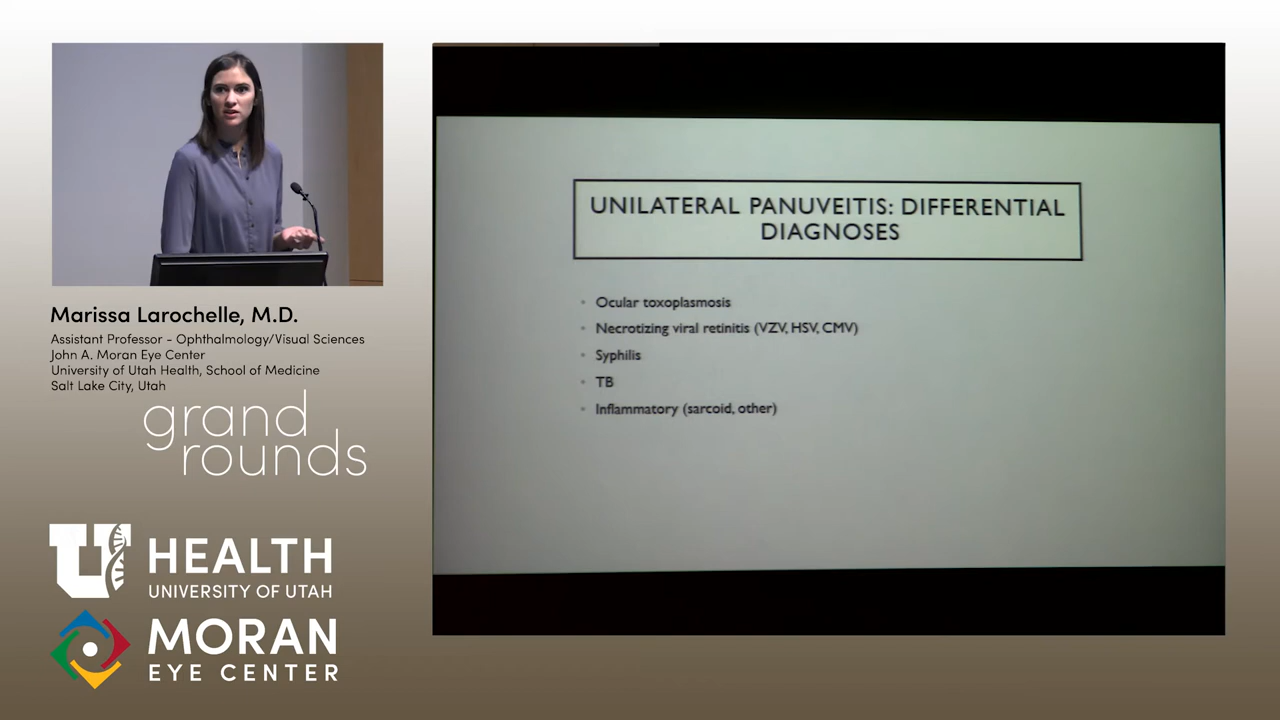 Marissa Larochelle, M.D.
Assistant Professor - Ophthalmology/Visual Sciences
John A. Moran Eye Center
University of Utah Health, School of Medicine
Salt Lake City, Utah
grand
rounds
U HEALTH
UNIVERSITY OF UTAH
MORAN
EYE CENTER
UNILATERAL PANUVEITIS: DIFFERENTIAL
DIAGNOSES
• Ocular toxoplasmosis
• Necrotizing viral retinitis (VZV, HSV, CMV)
• Syphilis
• TB
• Inflammatory (sarcoid, other)